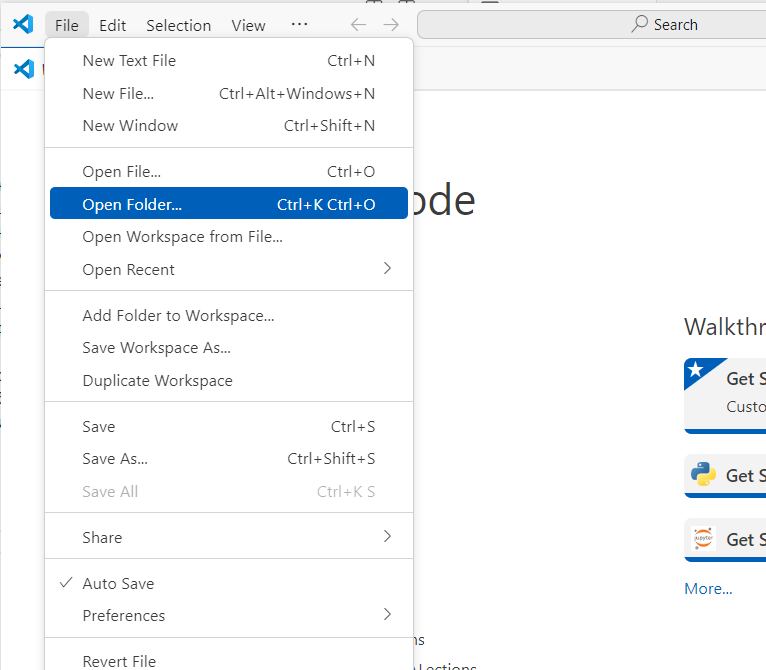 File Edit Selection View ... Search
New Text File Ctrl+N
New File... Ctrl+Alt+Windows+N
New Window Ctrl+Shift+N
Open File... Ctrl+O
Open Folder... Ctrl+K Ctrl+O
Open Workspace from File...
Open Recent
Add Folder to Workspace...
Save Workspace As...
Duplicate Workspace
Save Ctrl+S
Save As... Ctrl+Shift+S
Save All Ctrl+K S
Share
Auto Save
Preferences
Revert File
ode
Walkthr
Get S
Custo
Get S
jupyter
Get S
More...
ns